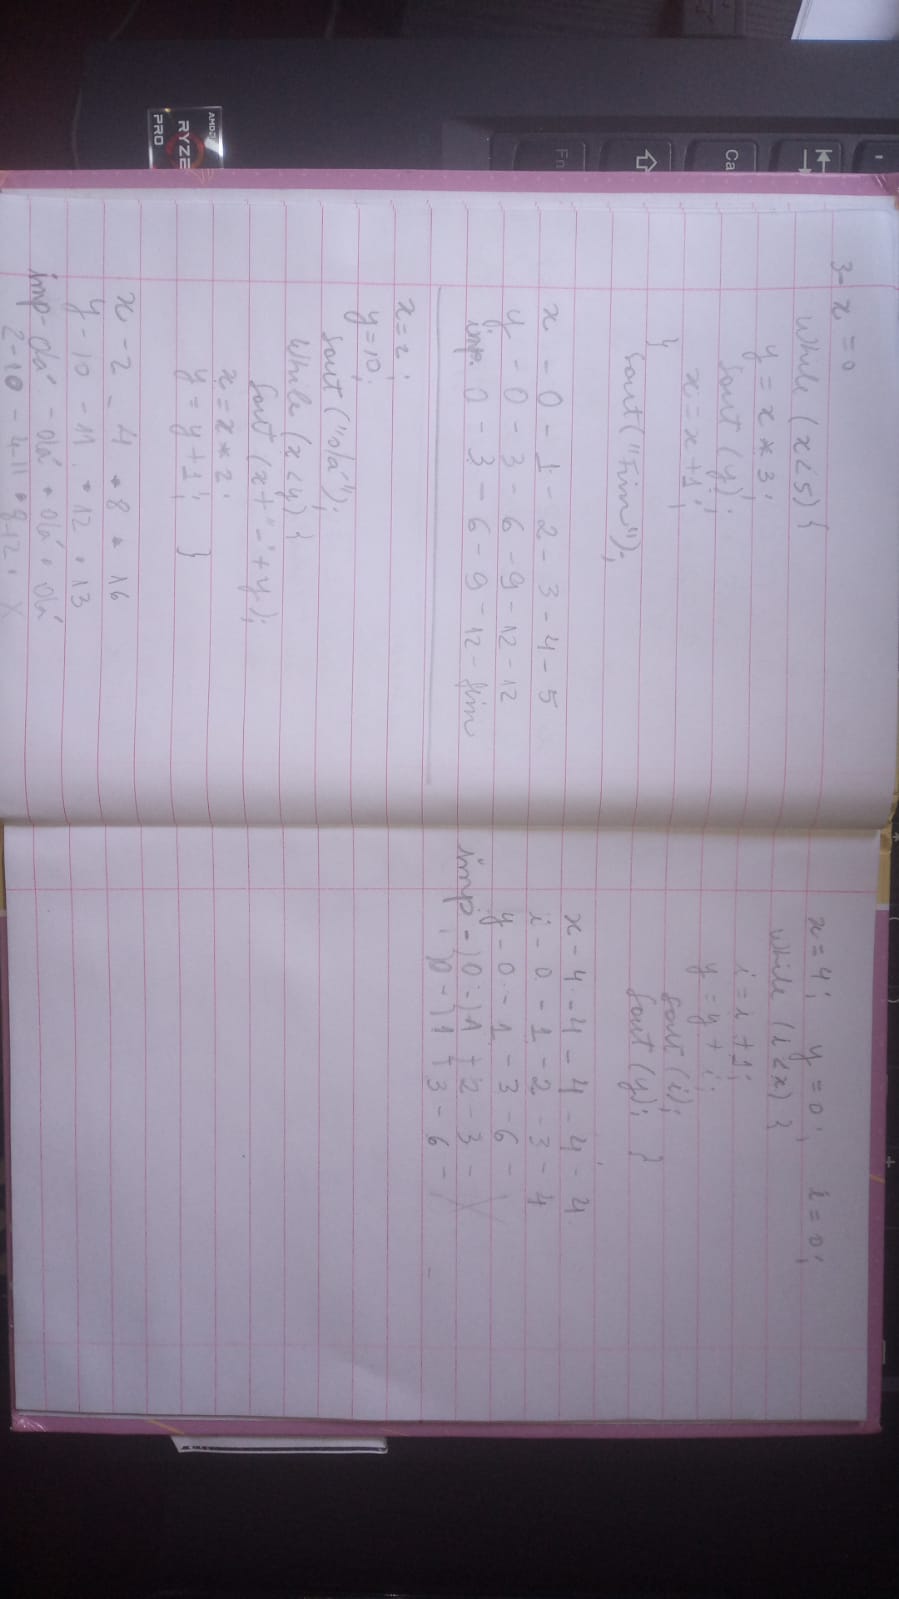 3- x = 0
while (x<5) {
y = x * 3;
Sout (y);
x = x +1;
}
Sout("Fim");
x - 0 - 1 - 2 - 3 - 4 - 5
y - 0 - 3 - 6 - 9 - 12 - 12
imp. 0 - 3 - 6 - 9 - 12 - fim
x = 2;
y = 10;
Sout ("olá");
While (x < y) {
Sout (x+"-"+y);
x = x * 2;
y = y +1; }
x - 2 - 4 • 8 • 16
y - 10 - 11 • 12 • 13
imp- olá - olá • olá • olá
2-10 - 4-11 • 8-12 • X
x = 4; y = 0; i = 0;
while (i < x) {
i = i +1;
y = y + i;
Sout (i);
Sout (y); }
x - 4 - 4 - 4 - 4 - 4
i - 0 - 1 - 2 - 3 - 4
y - 0 - 1 - 3 - 6 -
imp - 0 - 1 - 2 - 3 - X
0 - 1 - 3 - 6 -
Ca
Fn
AMD
RYZE
PRO